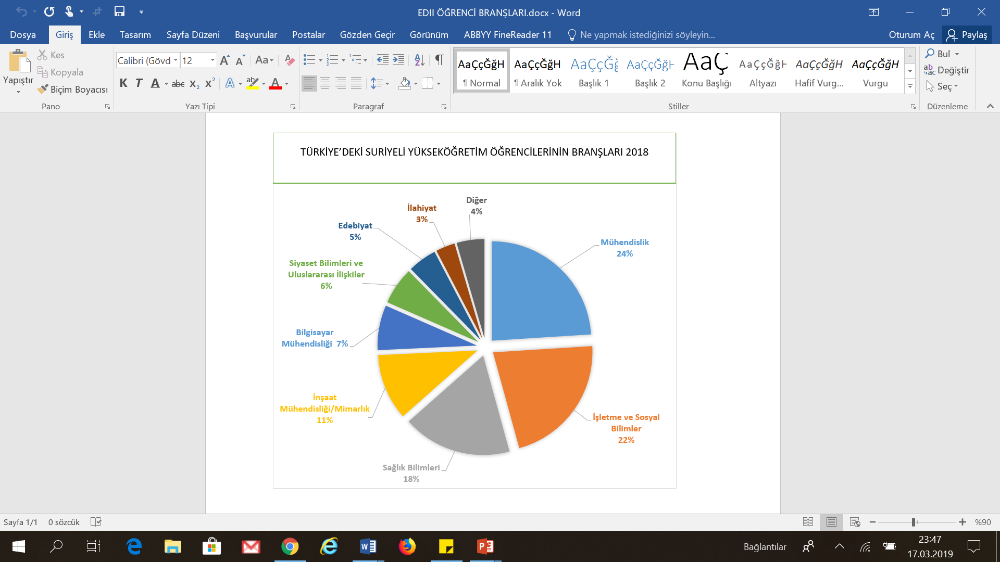 EDII ÖĞRENCİ BRANŞLARI.docx - Word
Dosya Giriş Ekle Tasarım Sayfa Düzeni Başvurular Postalar Gözden Geçir Görünüm ABBYY FineReader 11 Ne yapmak istediğinizi söyleyin... Oturum Aç Paylaş
Yapıştır
Kes
Kopyala
Biçim Boyacısı
Pano
Calibri (Gövd 12
Yazı Tipi
Paragraf
AaÇçĞğH AaÇçĞğH AaÇçĞğ AaÇçĞğH AaÇ AaÇçĞğH AaÇçĞğH AaÇçĞğH
¶ Normal ¶ Aralık Yok Başlık 1 Başlık 2 Konu Başlığı Altyazı Hafif Vurg... Vurgu
Stiller
Bul
Değiştir
Seç
Düzenleme
TÜRKİYE’DEKİ SURİYELİ YÜKSEKÖĞRETİM ÖĞRENCİLERİNİN BRANŞLARI 2018
Diğer
4%
İlahiyat
3%
Edebiyat
5%
Mühendislik
24%
Siyaset Bilimleri ve
Uluslararası İlişkiler
6%
Bilgisayar
Mühendisliği 7%
İnşaat
Mühendisliği/Mimarlık
11%
İşletme ve Sosyal
Bilimler
22%
Sağlık Bilimleri
18%
Sayfa 1/1 0 sözcük %90
Bağlantılar
23:47
17.03.2019